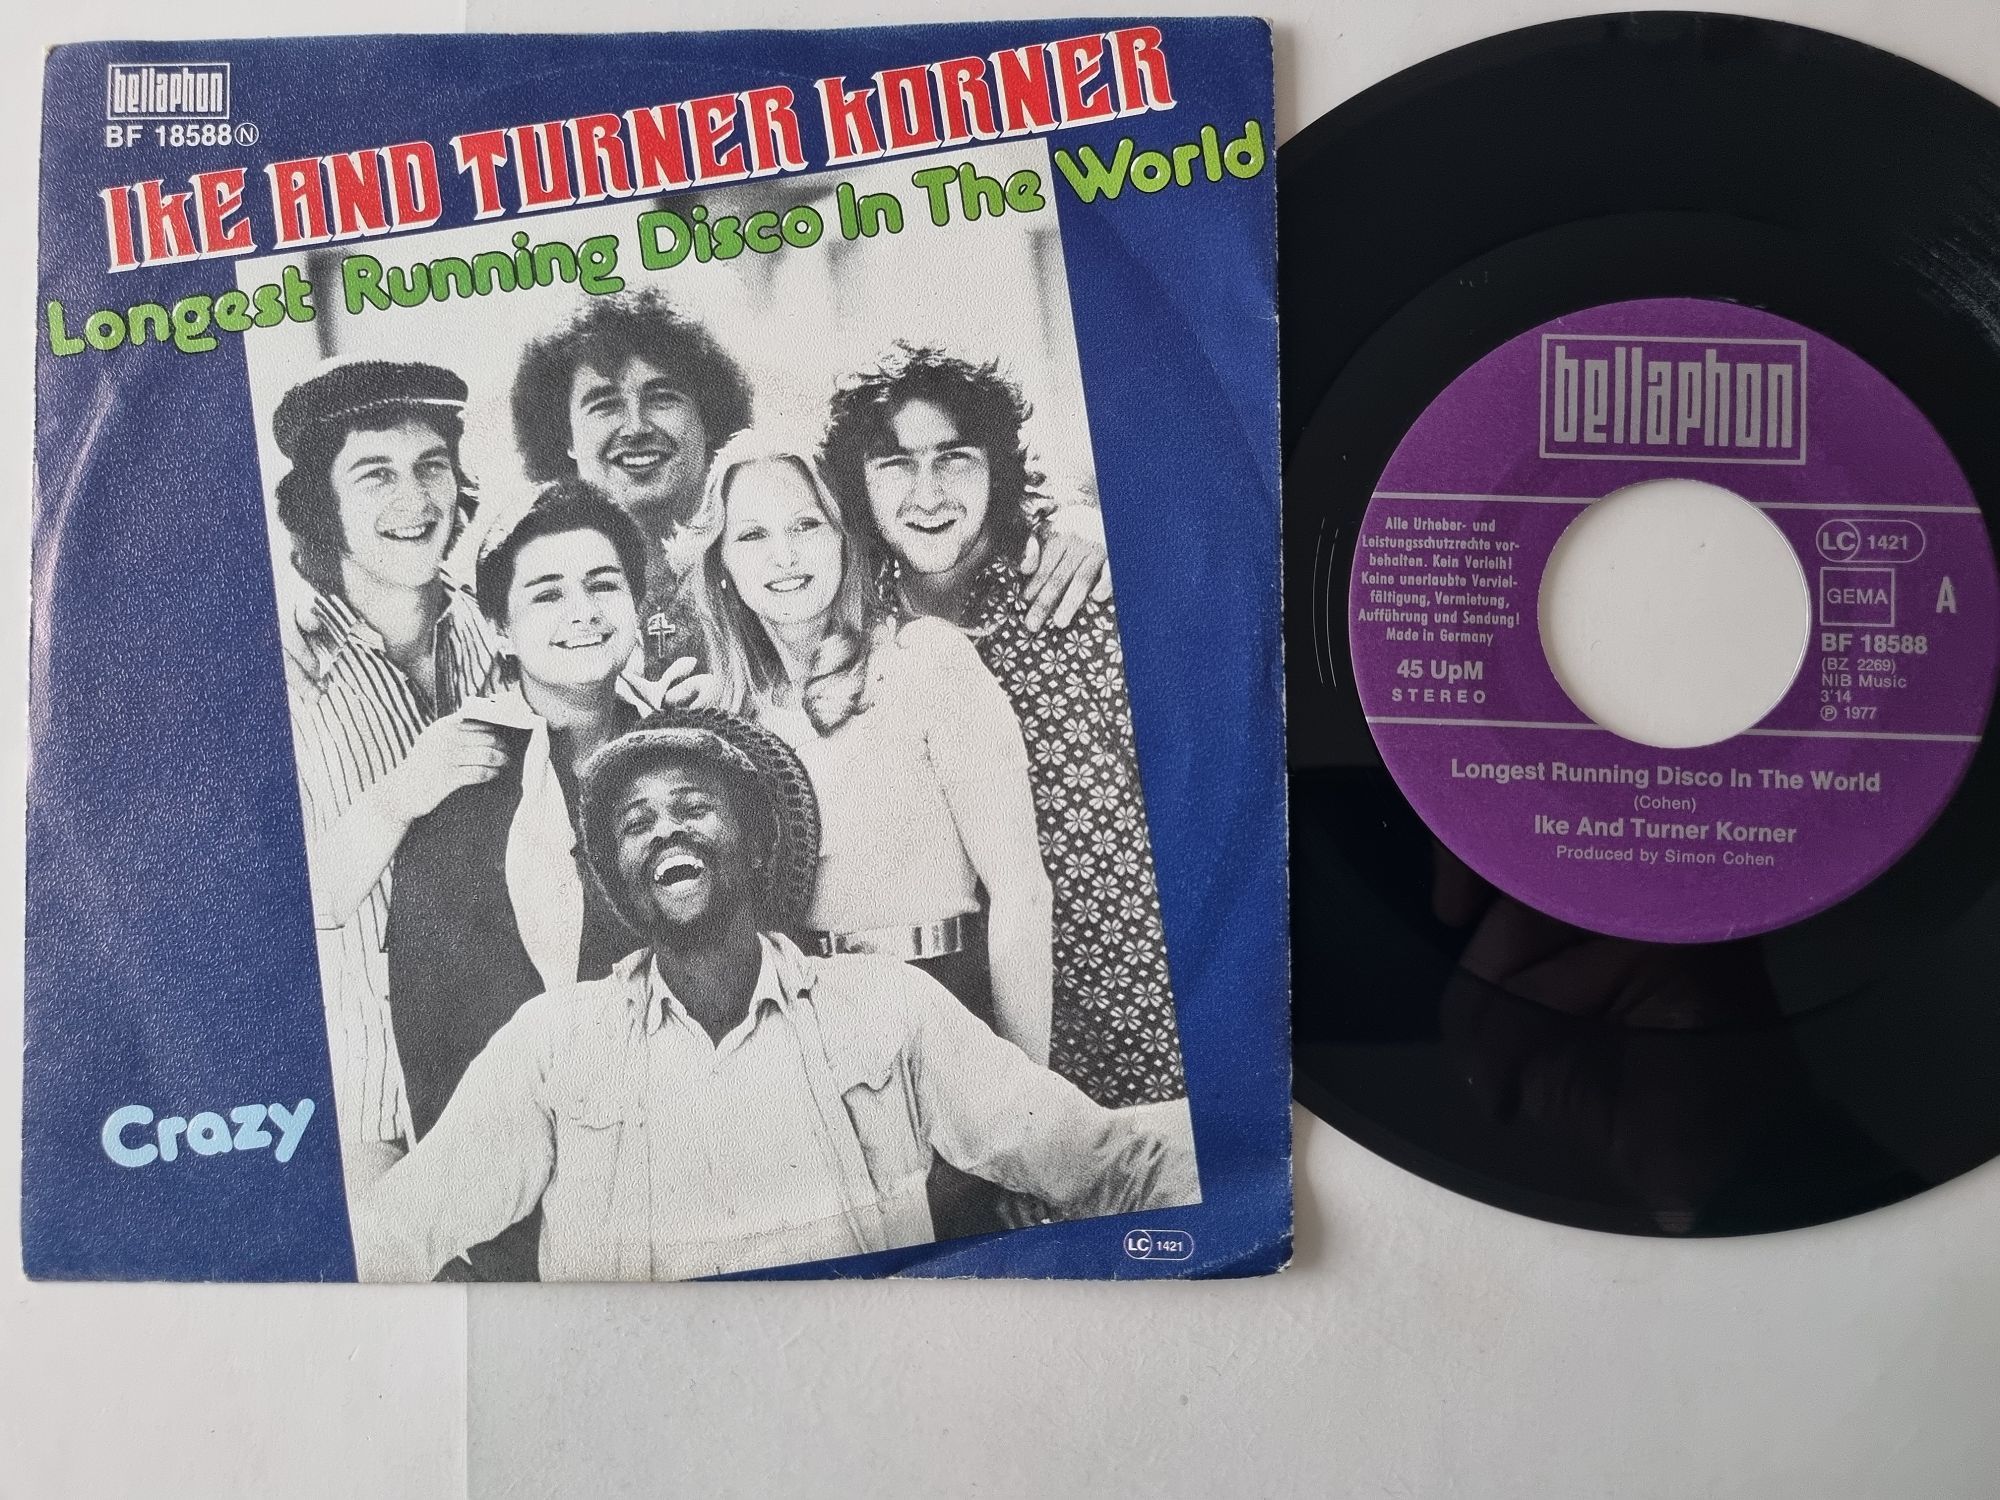 bellaphon
BF 18588 N
IKE AND TURNER KORNER
Longest Running Disco In The World
Crazy
LC 1421
bellaphon
Alle Urheber- und
Leistungsschutzrechte vor-
behalten. Kein Verleih!
Keine unerlaubte Verviel-
fältigung, Vermietung,
Aufführung und Sendung!
Made in Germany
45 UpM
STEREO
LC 1421
GEMA
A
BF 18588
(BZ 2269)
NIB Music
3'14
℗ 1977
Longest Running Disco In The World
(Cohen)
Ike And Turner Korner
Produced by Simon Cohen